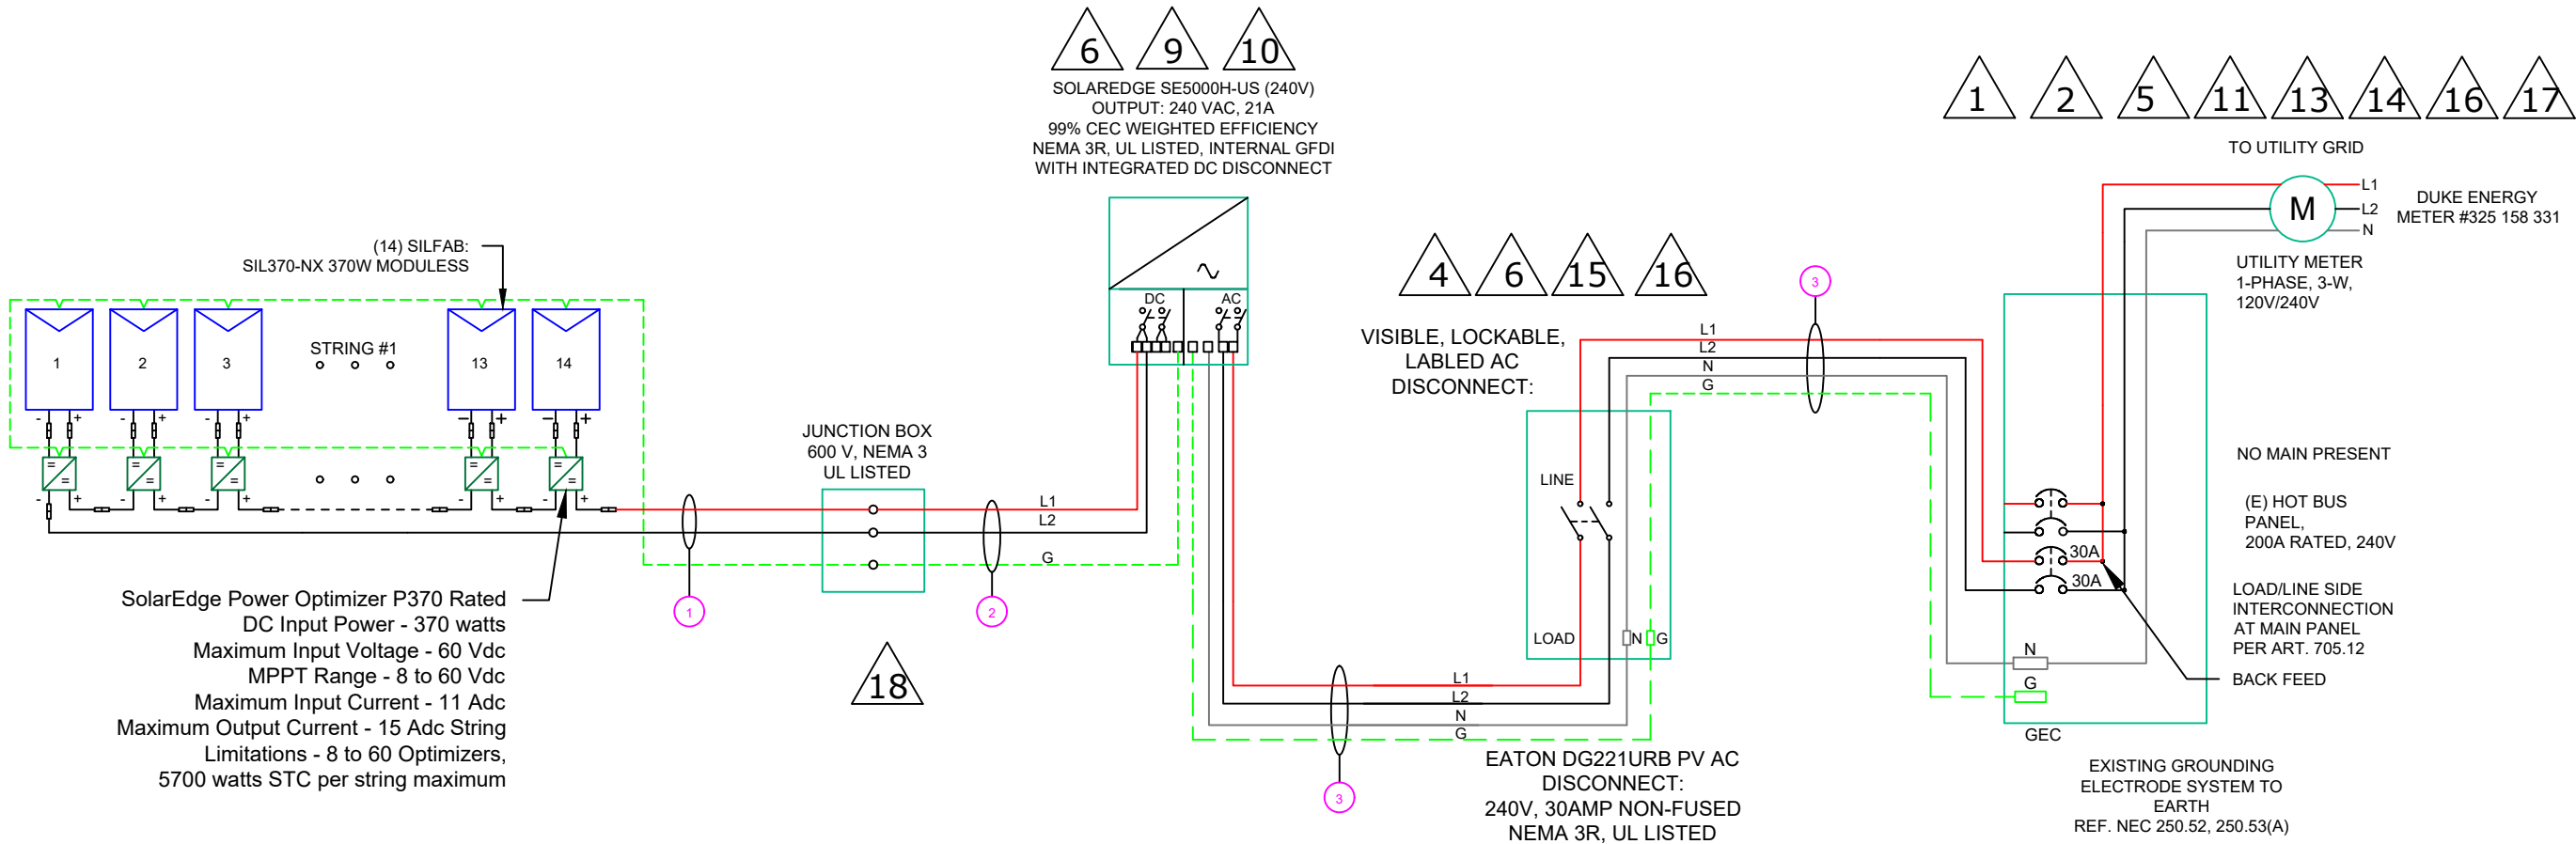 6 9 10
SOLAREDGE SE5000H-US (240V)
OUTPUT: 240 VAC, 21A
99% CEC WEIGHTED EFFICIENCY
NEMA 3R, UL LISTED, INTERNAL GFDI
WITH INTEGRATED DC DISCONNECT
DC AC
1 2 5 11 13 14 16 17
TO UTILITY GRID
M
L1
L2
N
DUKE ENERGY
METER #325 158 331
UTILITY METER
1-PHASE, 3-W,
120V/240V
(14) SILFAB:
SIL370-NX 370W MODULESS
1 2 3 13 14
STRING #1
- + - + - + - + - +
= = = = =
= = = = =
- + + + + +
- - - -
SolarEdge Power Optimizer P370 Rated
DC Input Power - 370 watts
Maximum Input Voltage - 60 Vdc
MPPT Range - 8 to 60 Vdc
Maximum Input Current - 11 Adc
Maximum Output Current - 15 Adc String
Limitations - 8 to 60 Optimizers,
5700 watts STC per string maximum
1
JUNCTION BOX
600 V, NEMA 3
UL LISTED
L1
L2
G
2
18
4 6 15 16
VISIBLE, LOCKABLE,
LABLED AC
DISCONNECT:
LINE
LOAD
N G
L1
L2
N
G
3
L1
L2
N
G
3
EATON DG221URB PV AC
DISCONNECT:
240V, 30AMP NON-FUSED
NEMA 3R, UL LISTED
30A
30A
N
G
GEC
NO MAIN PRESENT
(E) HOT BUS
PANEL,
200A RATED, 240V
LOAD/LINE SIDE
INTERCONNECTION
AT MAIN PANEL
PER ART. 705.12
BACK FEED
EXISTING GROUNDING
ELECTRODE SYSTEM TO
EARTH
REF. NEC 250.52, 250.53(A)